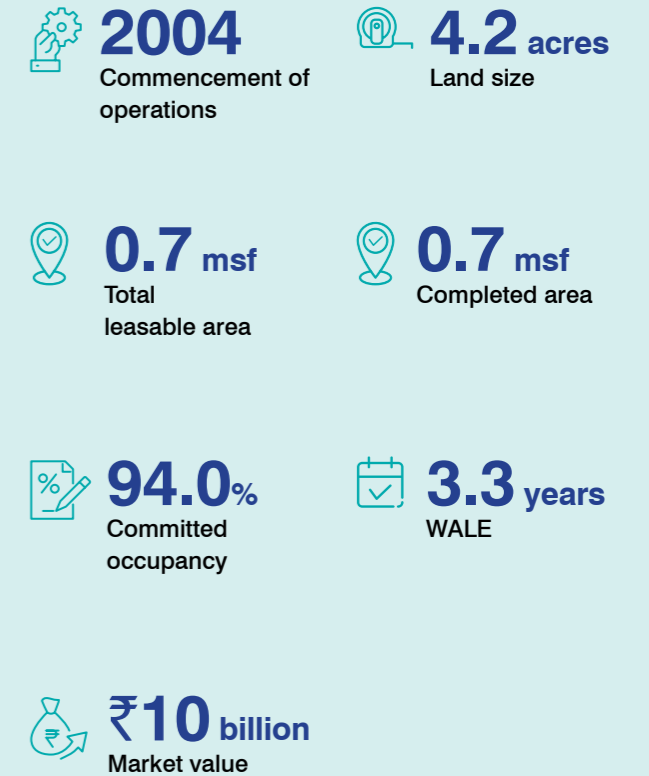 2004
Commencement of
operations
4.2 acres
Land size
0.7 msf
Total
leasable area
0.7 msf
Completed area
%
94.0%
Committed
occupancy
3.3 years
WALE
₹
₹10 billion
Market value